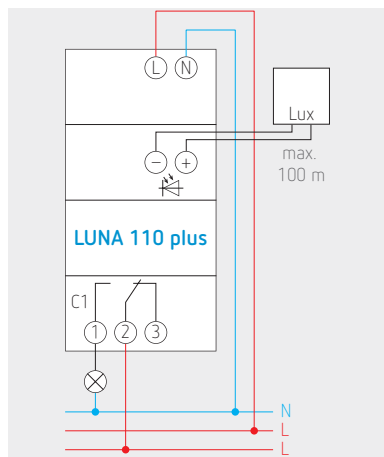 L N
Lux
max.
100 m
− +
LUNA 110 plus
C1
1 2 3
N
L
L